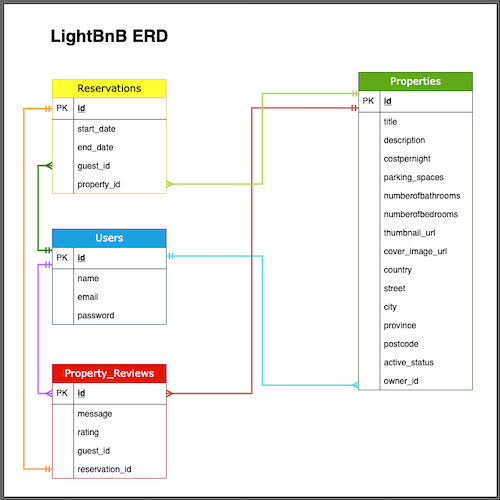 LightBnB ERD
Reservations
PK id
start_date
end_date
guest_id
property_id
Users
PK id
name
email
password
Property_Reviews
PK id
message
rating
guest_id
reservation_id
Properties
PK id
title
description
costpernight
parking_spaces
numberofbathrooms
numberofbedrooms
thumbnail_url
cover_image_url
country
street
city
province
postcode
active_status
owner_id